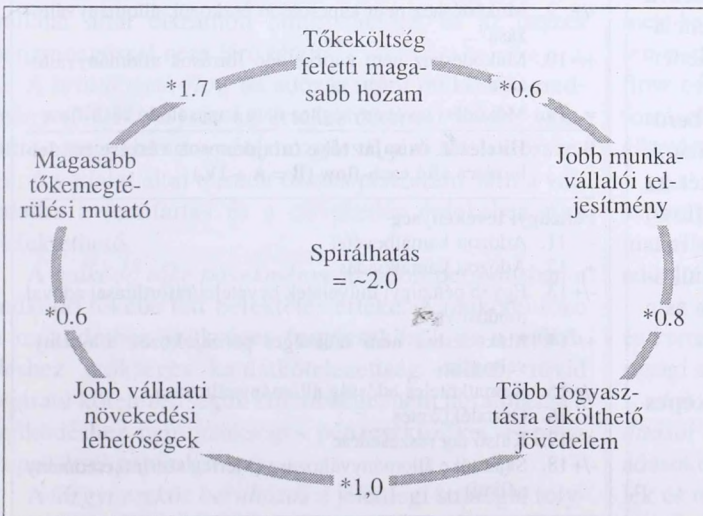 Tőkeköltség
feletti maga-
sabb hozam
*1.7
*0.6
Magasabb
tőkemegté-
rülési mutató
Jobb munka-
vállalói tel-
jesítmény
Spirálhatás
= ~2.0
*0.6
*0.8
Jobb vállalati
növekedési
lehetőségek
Több fogyasz-
tásra elkölthető
jövedelem
*1,0